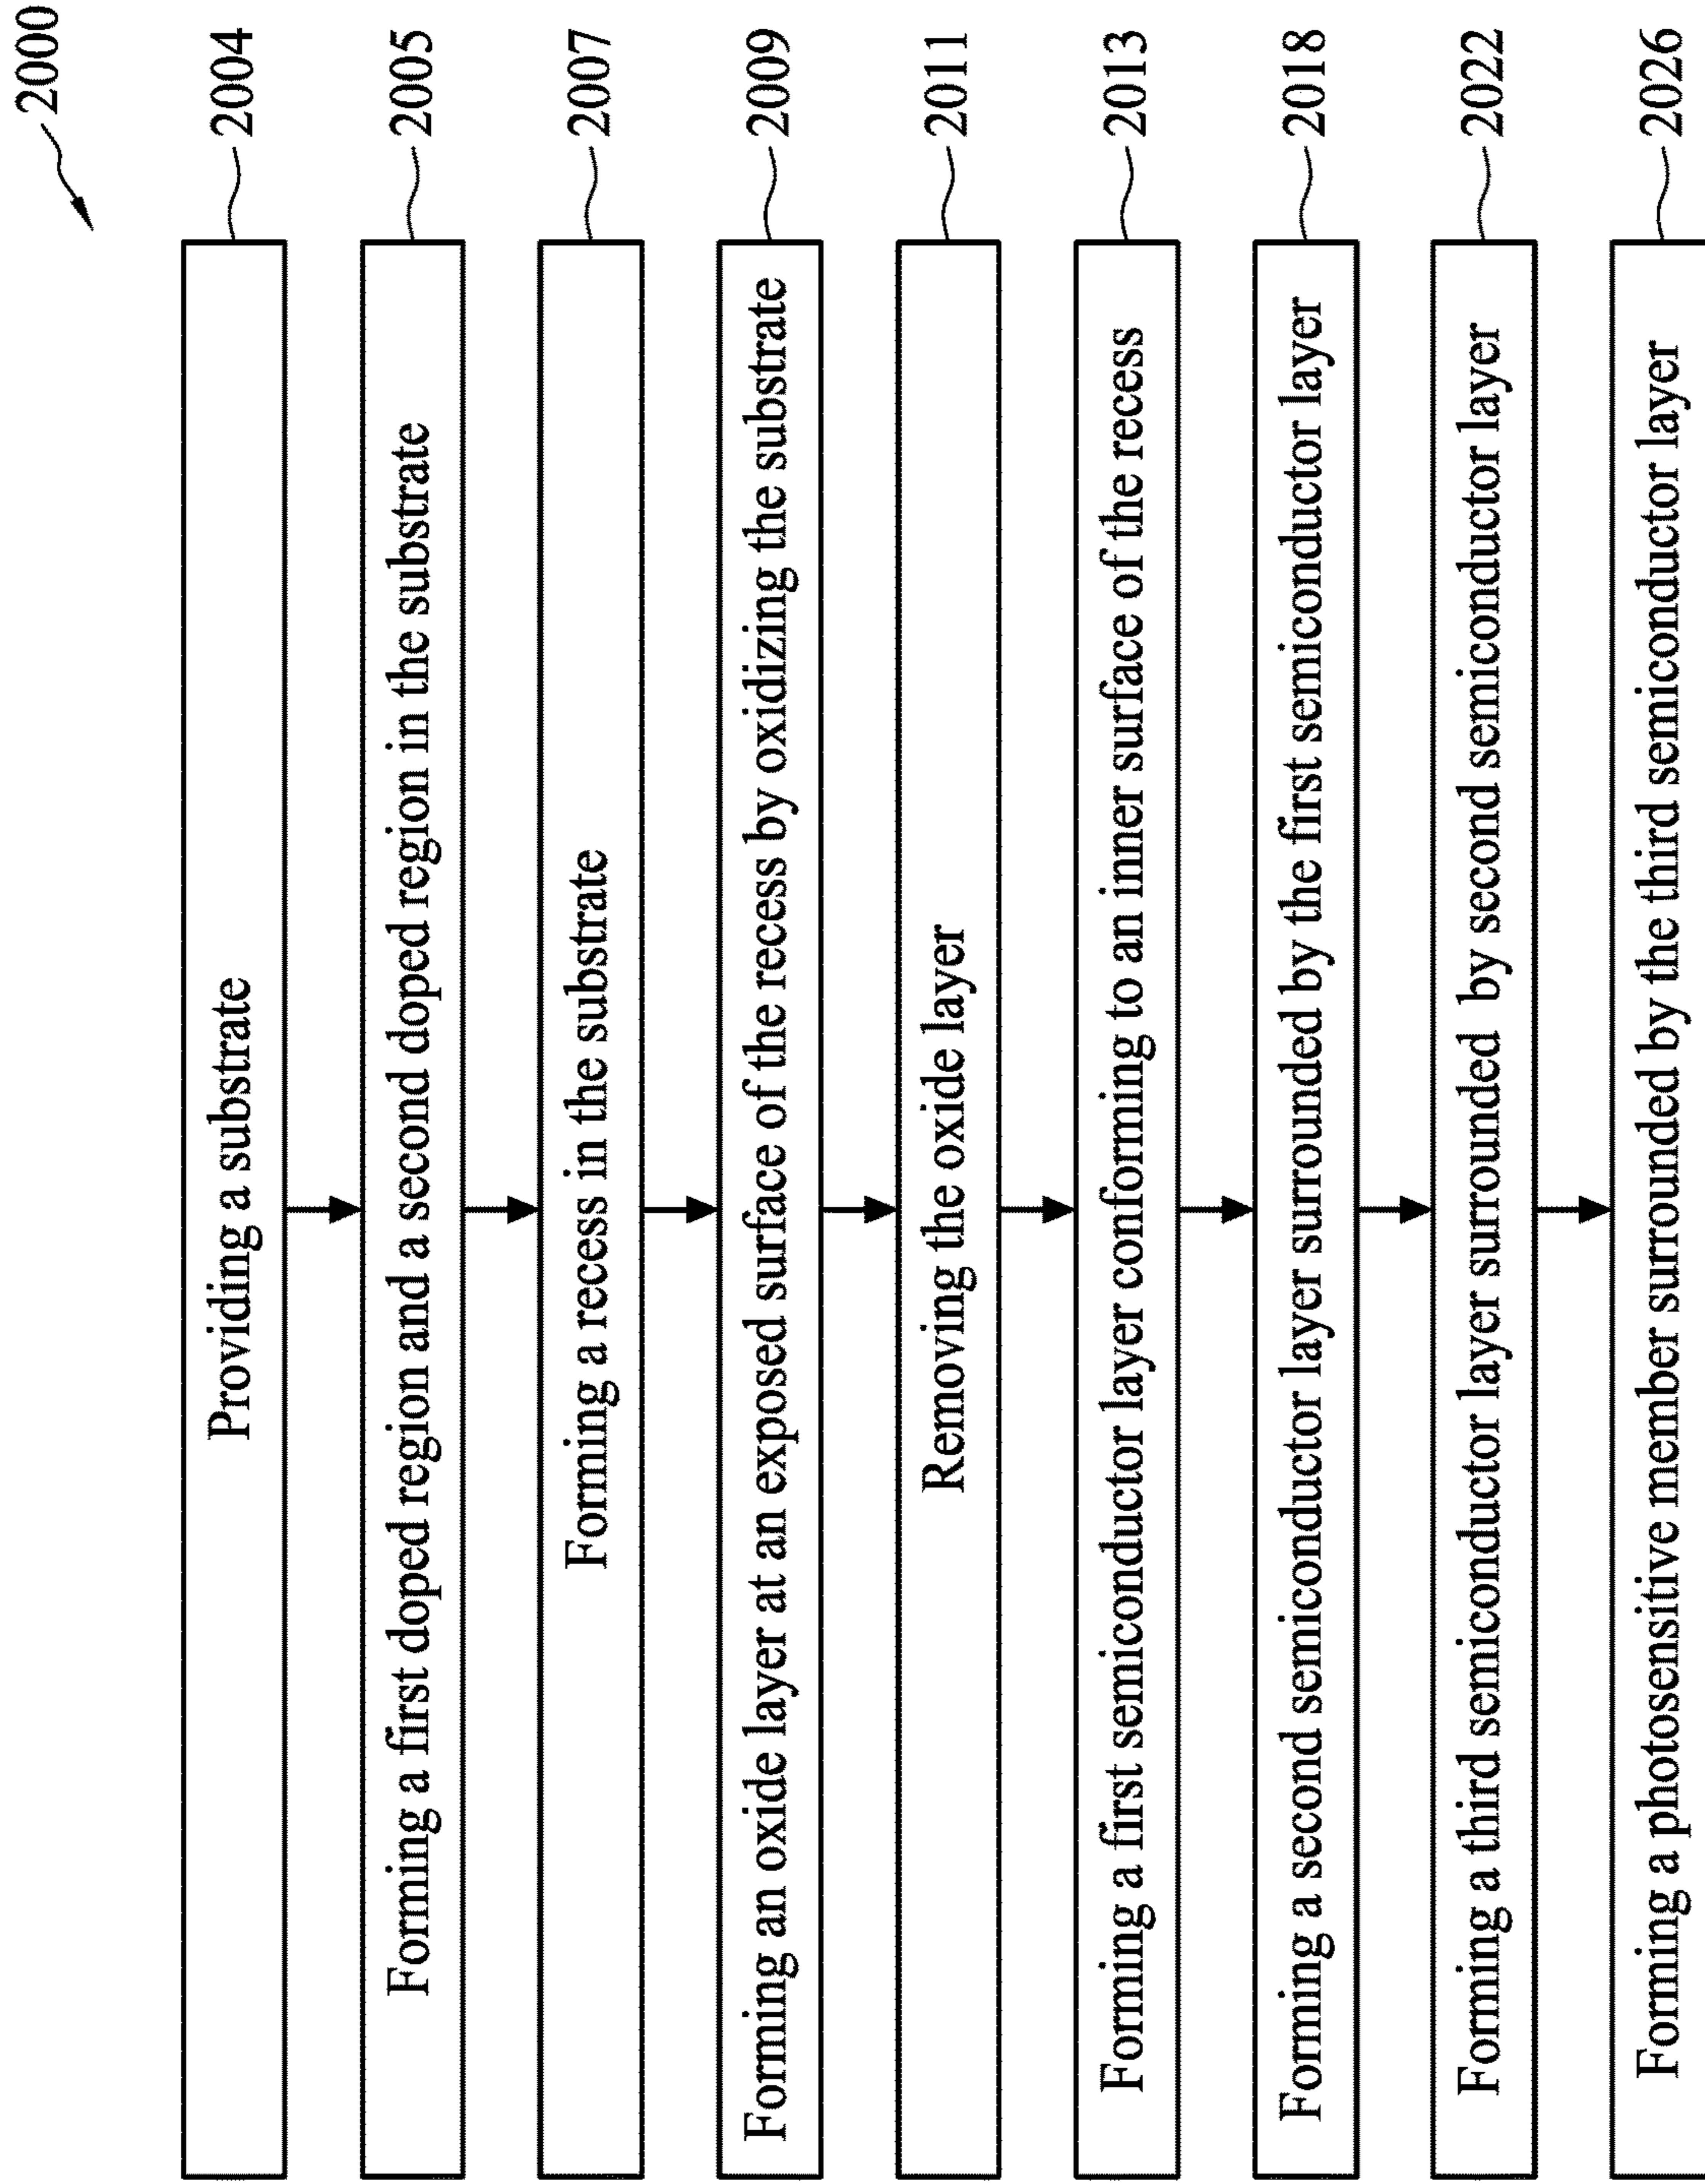 2000
Providing a substrate 2004
Forming a first doped region and a second doped region in the substrate 2005
Forming a recess in the substrate 2007
Forming an oxide layer at an exposed surface of the recess by oxidizing the substrate 2009
Removing the oxide layer 2011
Forming a first semiconductor layer conforming to an inner surface of the recess 2013
Forming a second semiconductor layer surrounded by the first semiconductor layer 2018
Forming a third semiconductor layer surrounded by second semiconductor layer 2022
Forming a photosensitive member surrounded by the third semiconductor layer 2026